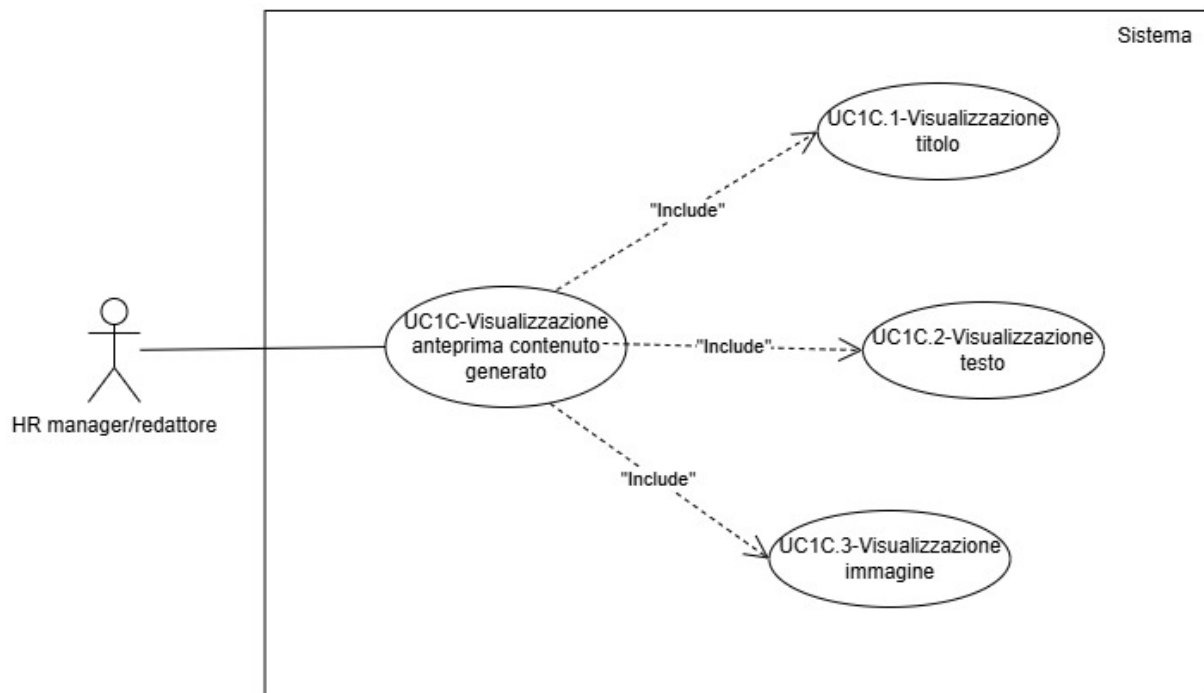 Sistema
UC1C.1-Visualizzazione
titolo
"Include"
UC1C-Visualizzazione
anteprima contenuto
generato
"Include"
UC1C.2-Visualizzazione
testo
HR manager/redattore
"Include"
UC1C.3-Visualizzazione
immagine